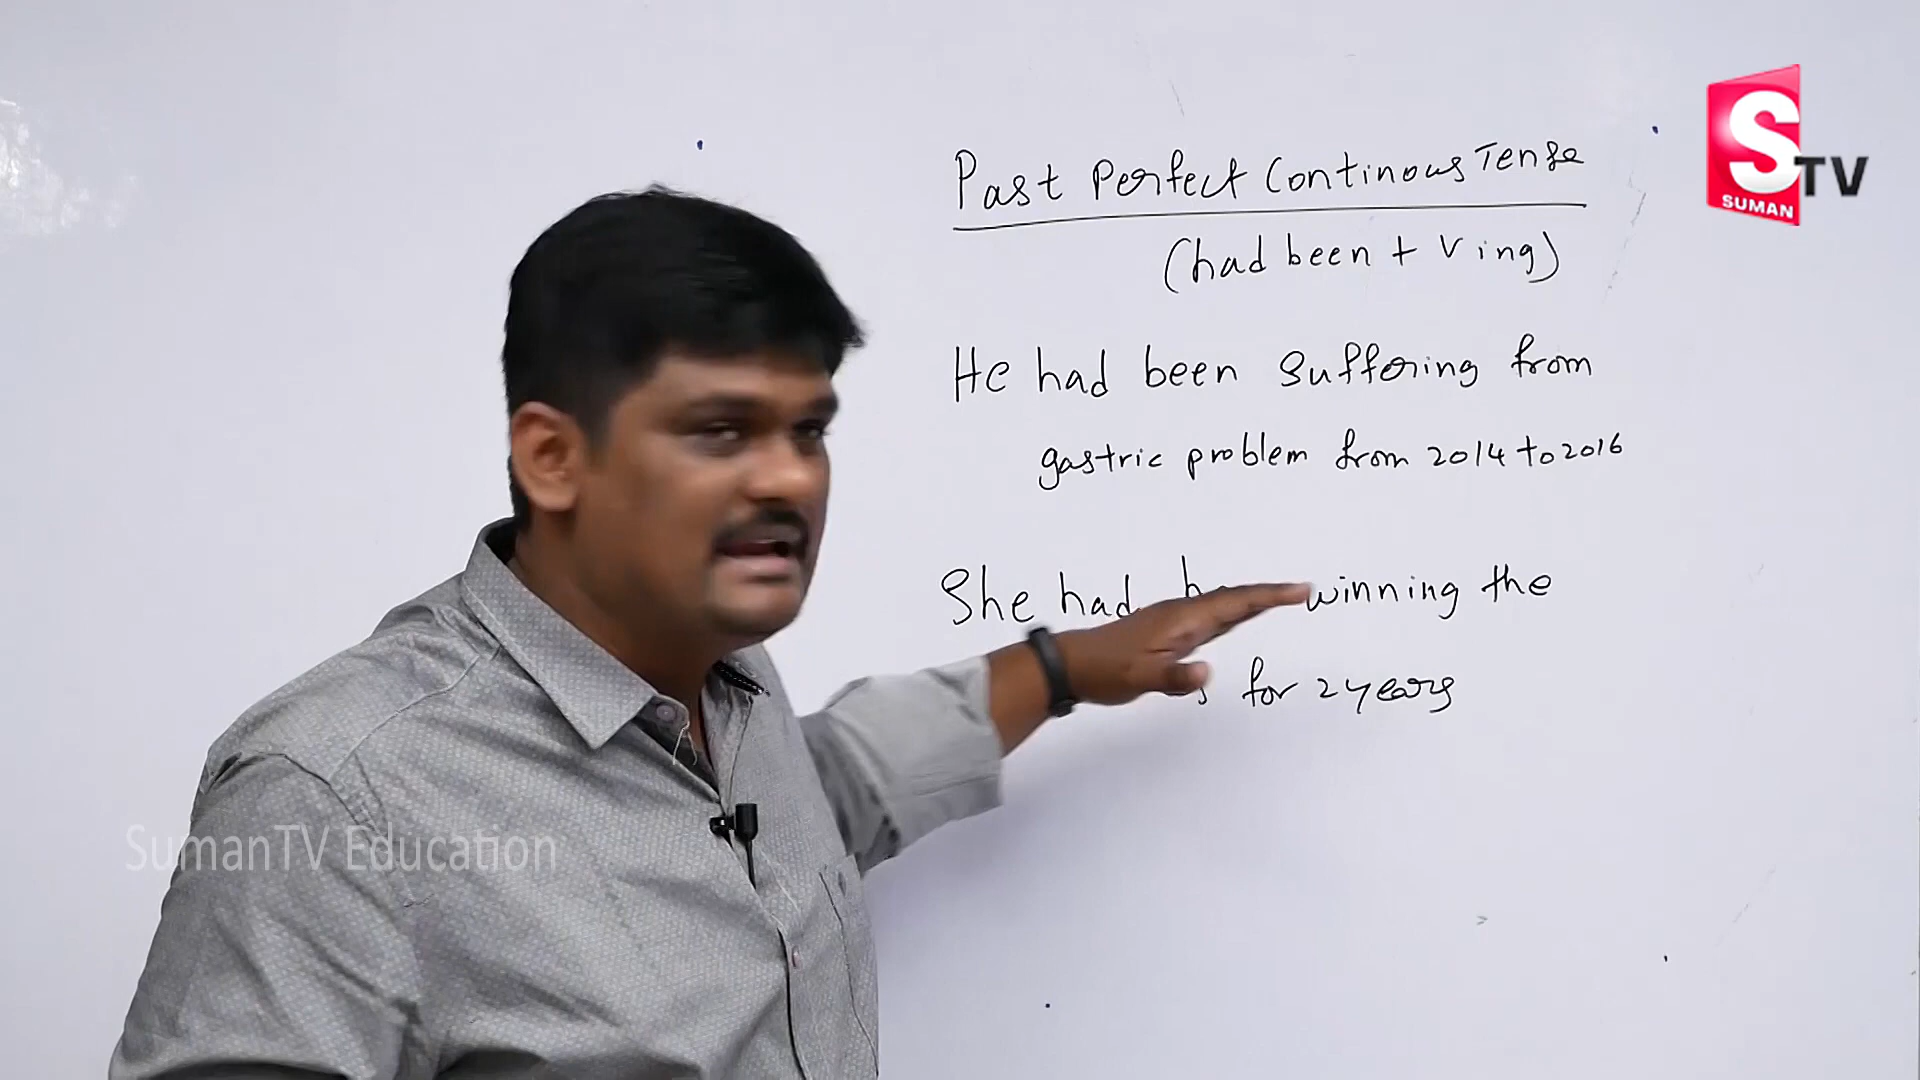 Past Perfect Continous Tense
(had been + V ing)
He had been suffering from
gastric problem from 2014 to 2016
She had winning the
for 2 years
S TV
SUMAN
SumanTV Education